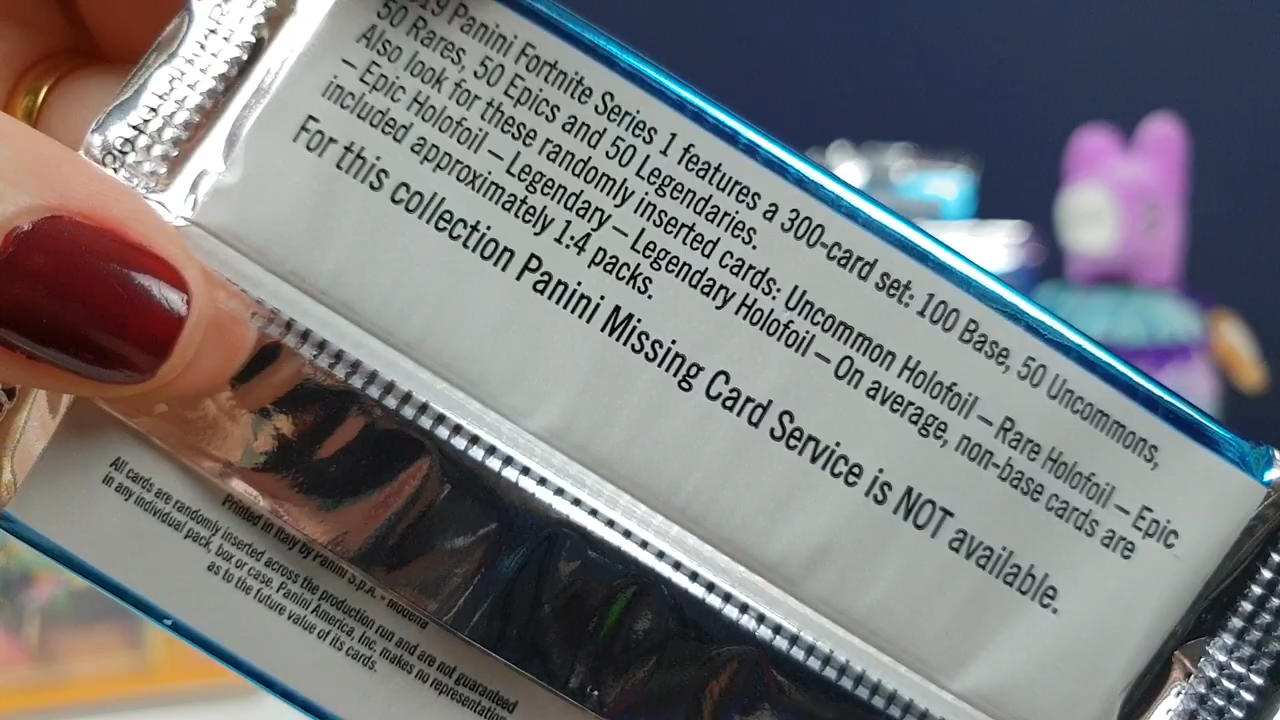 19 Panini Fortnite Series 1 features a 300-card set: 100 Base, 50 Uncommons,
50 Rares, 50 Epics and 50 Legendaries.
Also look for these randomly inserted cards: Uncommon Holofoil – Rare Holofoil – Epic
– Epic Holofoil – Legendary – Legendary Holofoil – On average, non-base cards are
included approximately 1:4 packs.
For this collection Panini Missing Card Service is NOT available.
Printed in Italy by Panini S.p.A. - Modena
All cards are randomly inserted across the production run and are not guaranteed
in any individual pack, box or case. Panini America, Inc. makes no representation
as to the future value of its cards.